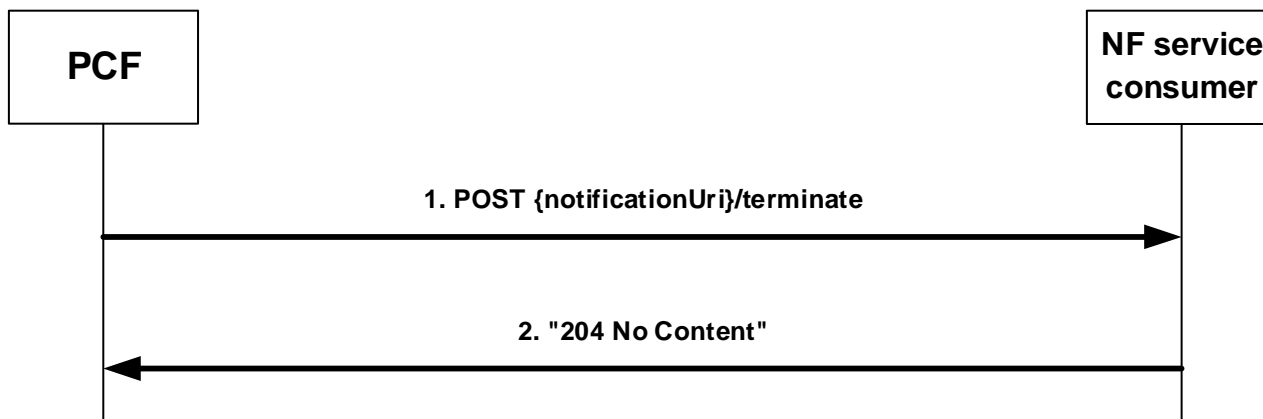 PCF
NF service
consumer
1. POST {notificationUri}/terminate
2. "204 No Content"